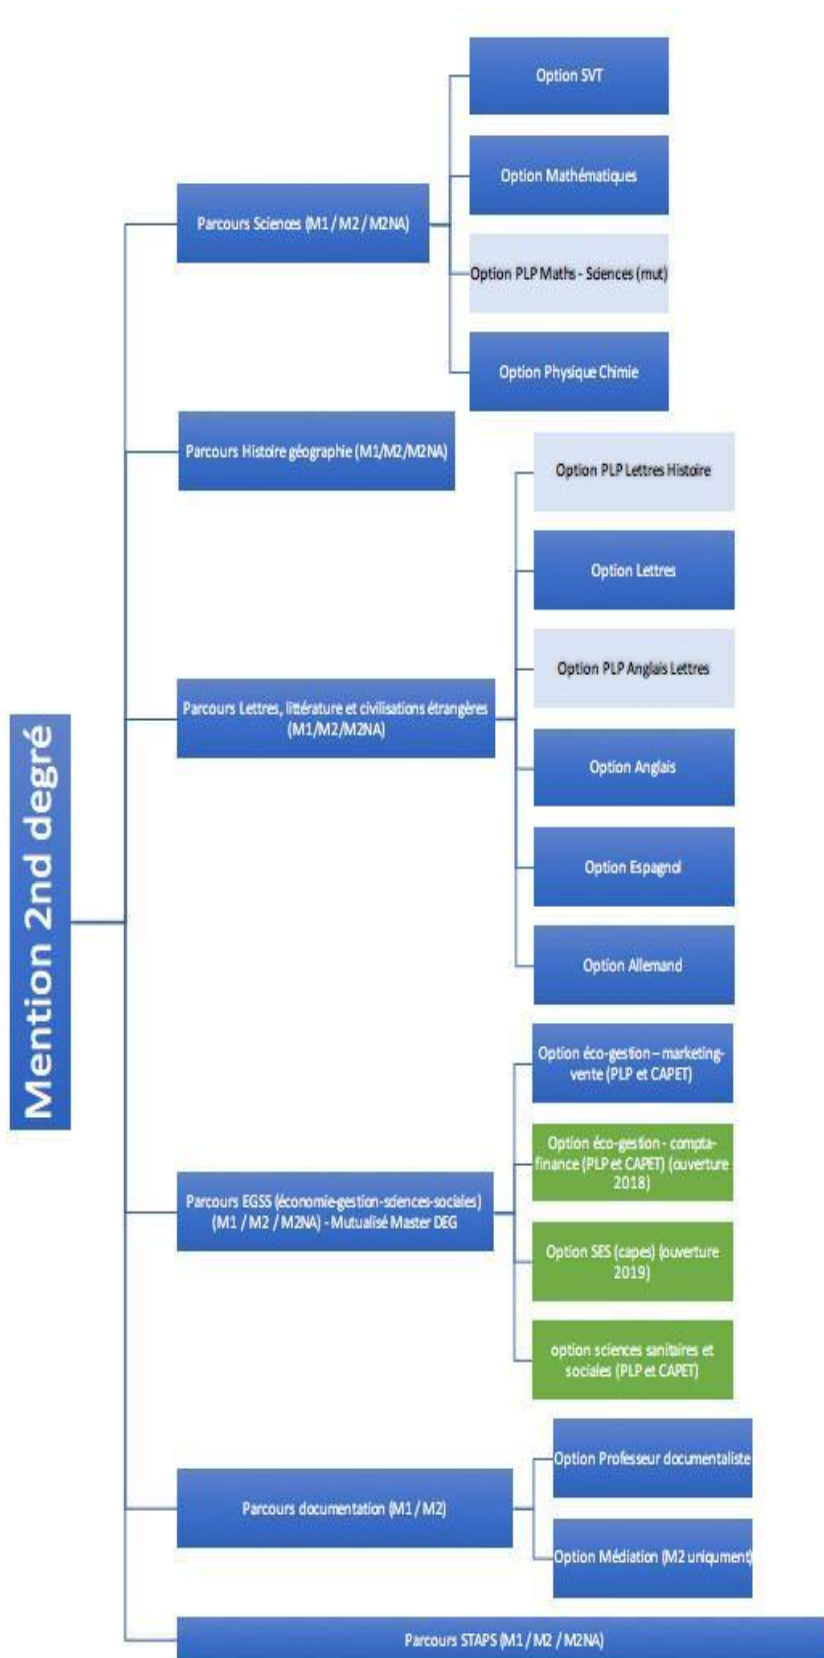 Mention 2nd degré
Parcours Sciences (M1 / M2 / M2NA)
Option SVT
Option Mathématiques
Option PLP Maths - Sciences (mut)
Option Physique Chimie
Parcours Histoire géographie (M1/M2/M2NA)
Parcours Lettres, littérature et civilisations étrangères
(M1/M2/M2NA)
Option PLP Lettres Histoire
Option Lettres
Option PLP Anglais Lettres
Option Anglais
Option Espagnol
Option Allemand
Parcours EGSS (économie-gestion-sciences-sociales)
(M1 / M2 / M2NA) - Mutualisé Master DEG
Option éco-gestion – marketing-
vente (PLP et CAPET)
Option éco-gestion - compta-
finance (PLP et CAPET) (ouverture
2018)
Option SES (capes) (ouverture
2019)
option sciences sanitaires et
sociales (PLP et CAPET)
Parcours documentation (M1 / M2)
Option Professeur documentaliste
Option Médiation (M2 uniqument)
Parcours STAPS (M1 / M2 / M2NA)